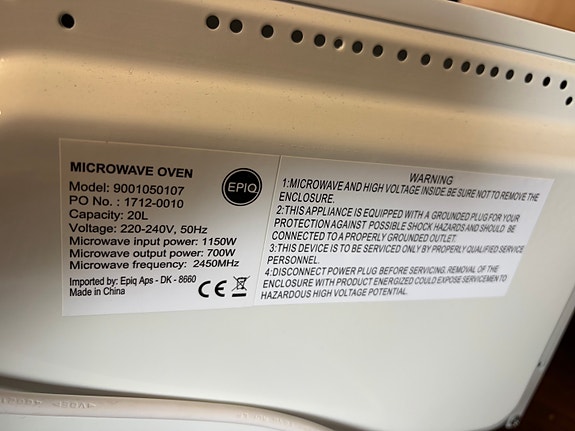 MICROWAVE OVEN
EPIQ
Model: 9001050107
PO No. : 1712-0010
Capacity: 20L
Voltage: 220-240V, 50Hz
Microwave input power: 1150W
Microwave output power: 700W
Microwave frequency: 2450MHz
Imported by: Epiq Aps - DK - 8660
Made in China
CE
WARNING
1:MICROWAVE AND HIGH VOLTAGE INSIDE.BE SURE NOT TO REMOVE THE
ENCLOSURE.
2:THIS APPLIANCE IS EQUIPPED WITH A GROUNDED PLUG FOR YOUR
PROTECTION AGAINST POSSIBLE SHOCK HAZARDS AND SHOULD BE
CONNECTED TO A PROPERLY GROUNDED OUTLET.
3:THIS DEVICE IS TO BE SERVICED ONLY BY PROPERLY QUALIFIED SERVICE
PERSONNEL.
4:DISCONNECT POWER PLUG BEFORE SERVICING. REMOVAL OF THE
ENCLOSURE WITH PRODUCT ENERGIZED COULD EXPOSE SERVICEMEN TO
HAZARDOUS HIGH VOLTAGE POTENTIAL.